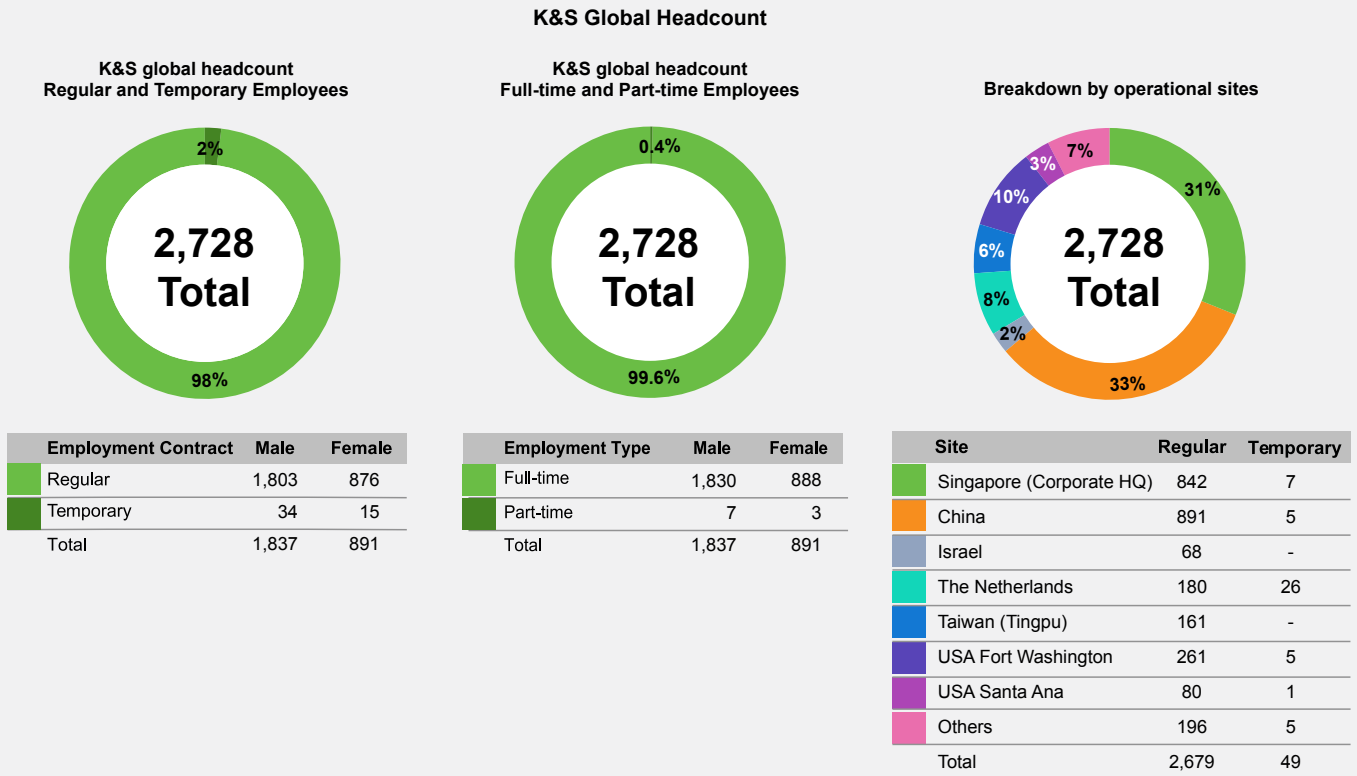 K&S Global Headcount
K&S global headcount
Regular and Temporary Employees
2%
2,728
Total
98%
Employment Contract Male Female
Regular 1,803 876
Temporary 34 15
Total 1,837 891
K&S global headcount
Full-time and Part-time Employees
0.4%
2,728
Total
99.6%
Employment Type Male Female
Full-time 1,830 888
Part-time 7 3
Total 1,837 891
Breakdown by operational sites
7%
3%
31%
10%
2,728
Total
6%
8%
2%
33%
Site Regular Temporary
Singapore (Corporate HQ) 842 7
China 891 5
Israel 68 -
The Netherlands 180 26
Taiwan (Tingpu) 161 -
USA Fort Washington 261 5
USA Santa Ana 80 1
Others 196 5
Total 2,679 49